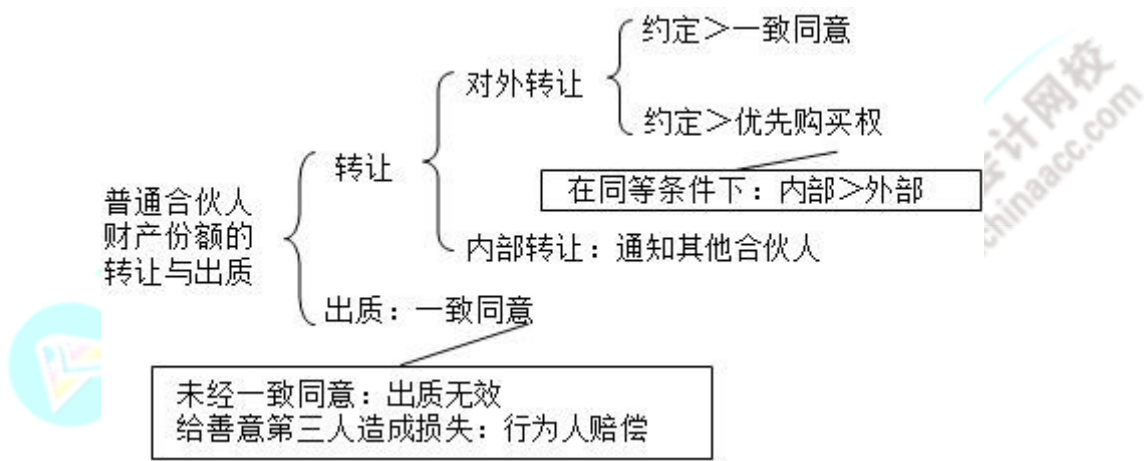 约定＞一致同意
对外转让
约定＞优先购买权
转让
在同等条件下：内部＞外部
普通合伙人
财产份额的
转让与出质
内部转让：通知其他合伙人
出质：一致同意
未经一致同意：出质无效
给善意第三人造成损失：行为人赔偿
计网校
chinaacc.com